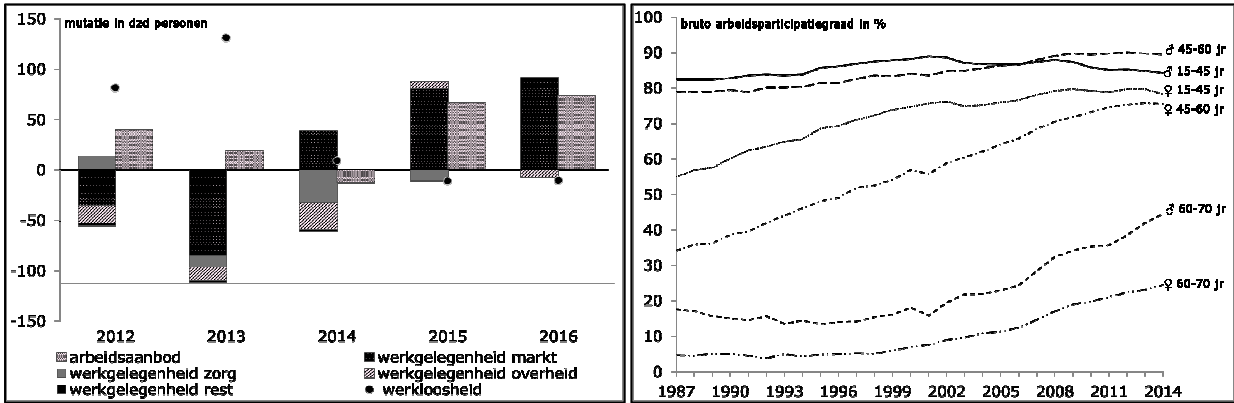 mutatie in dzd personen
150
100
50
0
-50
-100
-150
2012 2013 2014 2015 2016
arbeidsaanbod werkgelegenheid markt
werkgelegenheid zorg werkgelegenheid overheid
werkgelegenheid rest werkloosheid
bruto arbeidsparticipatiegraad in %
100
90
80
70
60
50
40
30
20
10
0
♂ 45-60 jr
♂ 15-45 jr
♀ 15-45 jr
♀ 45-60 jr
♂ 60-70 jr
♀ 60-70 jr
1987 1990 1993 1996 1999 2002 2005 2008 2011 2014